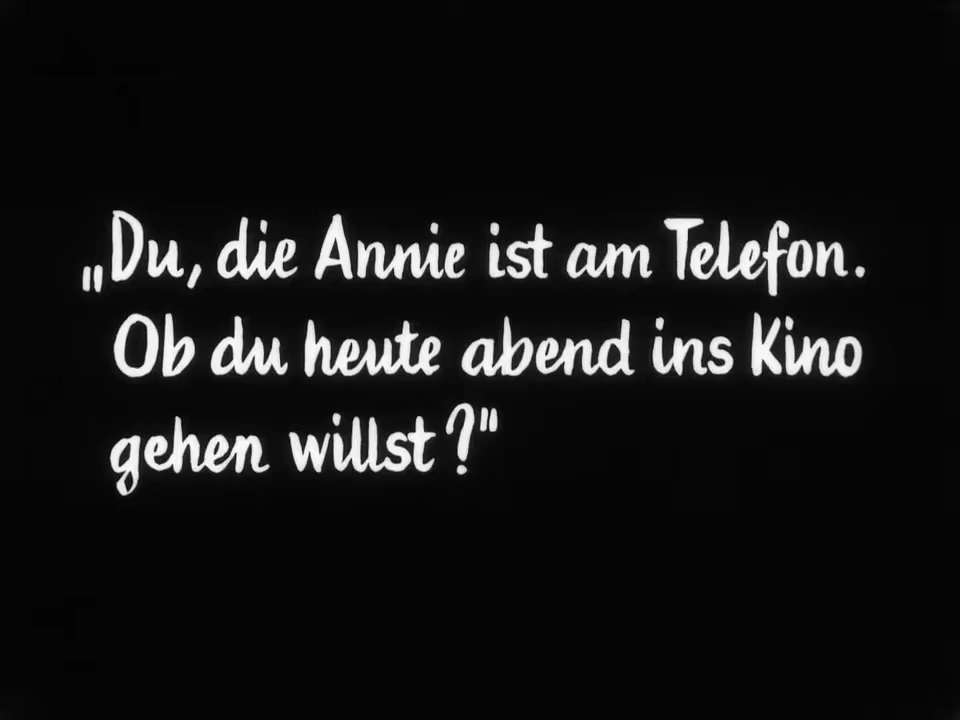 „Du, die Annie ist am Telefon.
Ob du heute abend ins Kino
gehen willst?"